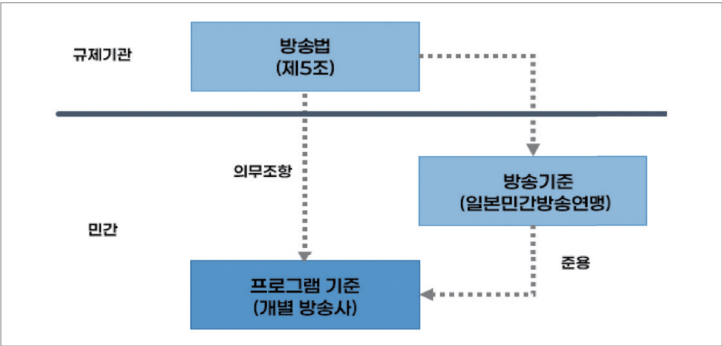 규제기관
방송법
(제5조)
의무조항
방송기준
(일본민간방송연맹)
민간
준용
프로그램 기준
(개별 방송사)